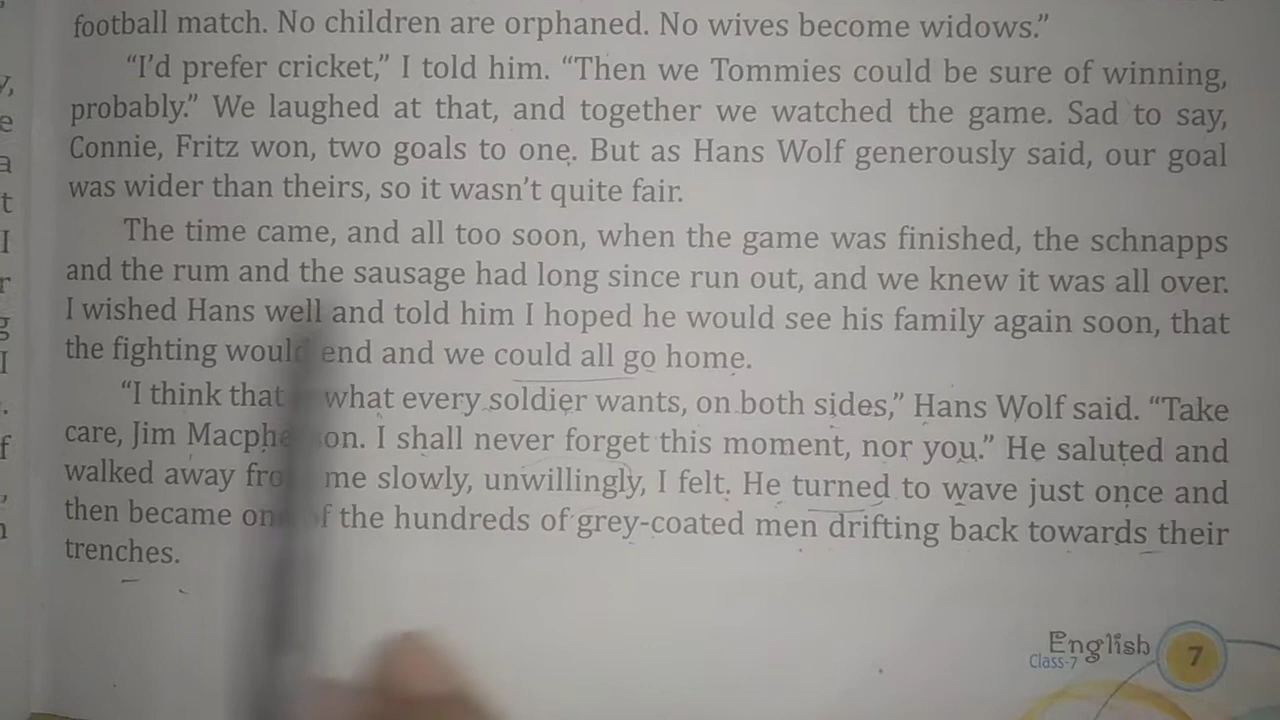 football match. No children are orphaned. No wives become widows.”
“I’d prefer cricket,” I told him. “Then we Tommies could be sure of winning,
probably.” We laughed at that, and together we watched the game. Sad to say,
Connie, Fritz won, two goals to one. But as Hans Wolf generously said, our goal
was wider than theirs, so it wasn’t quite fair.
The time came, and all too soon, when the game was finished, the schnapps
and the rum and the sausage had long since run out, and we knew it was all over.
I wished Hans well and told him I hoped he would see his family again soon, that
the fighting would end and we could all go home.
“I think that what every soldier wants, on both sides,” Hans Wolf said. “Take
care, Jim Macpherson. I shall never forget this moment, nor you.” He saluted and
walked away from me slowly, unwillingly, I felt. He turned to wave just once and
then became one of the hundreds of grey-coated men drifting back towards their
trenches.
English
Class-7
7